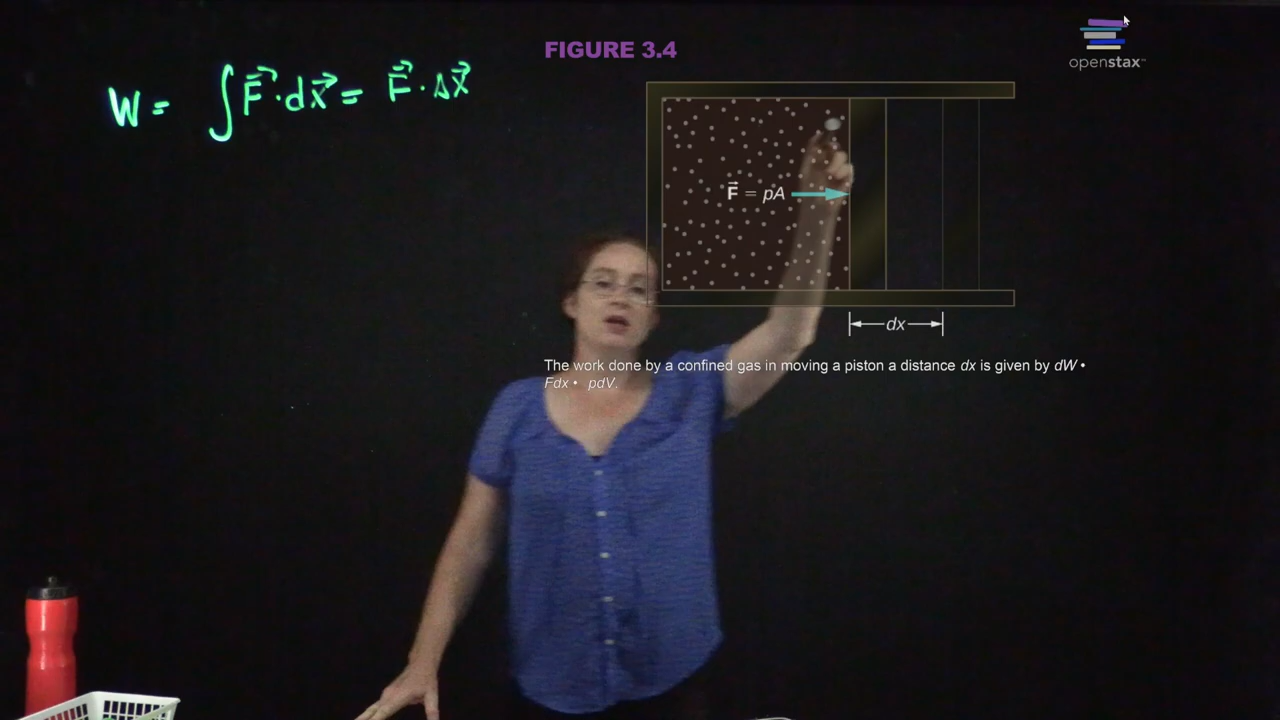 W = ∫F⃗·dx⃗ = F⃗·Δx⃗
FIGURE 3.4
openstax™
F⃗ = pA
dx
The work done by a confined gas in moving a piston a distance dx is given by dW •
Fdx • pdV.